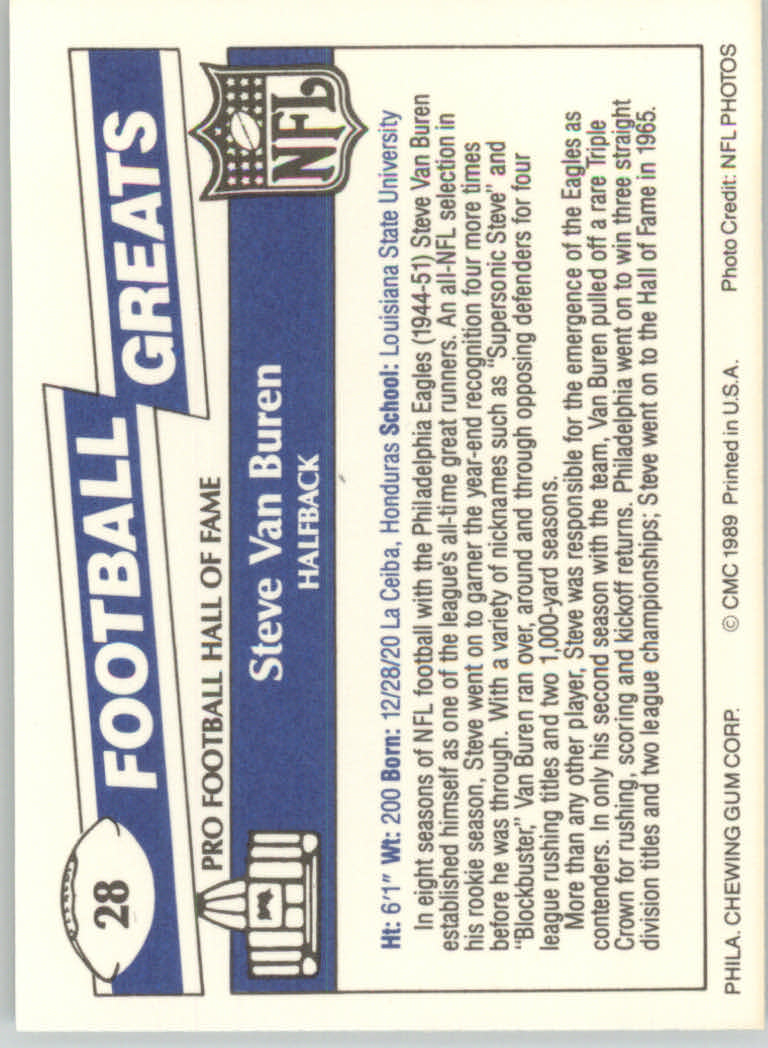 28
FOOTBALL
GREATS
PRO FOOTBALL HALL OF FAME
Steve Van Buren
HALFBACK
NFL
Ht: 6'1" Wt: 200 Born: 12/28/20 La Ceiba, Honduras School: Louisiana State University
In eight seasons of NFL football with the Philadelphia Eagles (1944-51) Steve Van Buren
established himself as one of the league's all-time great runners. An all-NFL selection in
his rookie season, Steve went on to garner the year-end recognition four more times
before he was through. With a variety of nicknames such as "Supersonic Steve" and
"Blockbuster," Van Buren ran over, around and through opposing defenders for four
league rushing titles and two 1,000-yard seasons.
More than any other player, Steve was responsible for the emergence of the Eagles as
contenders. In only his second season with the team, Van Buren pulled off a rare Triple
Crown for rushing, scoring and kickoff returns. Philadelphia went on to win three straight
division titles and two league championships; Steve went on to the Hall of Fame in 1965.
PHILA. CHEWING GUM CORP. © CMC 1989 Printed in U.S.A. Photo Credit: NFL PHOTOS